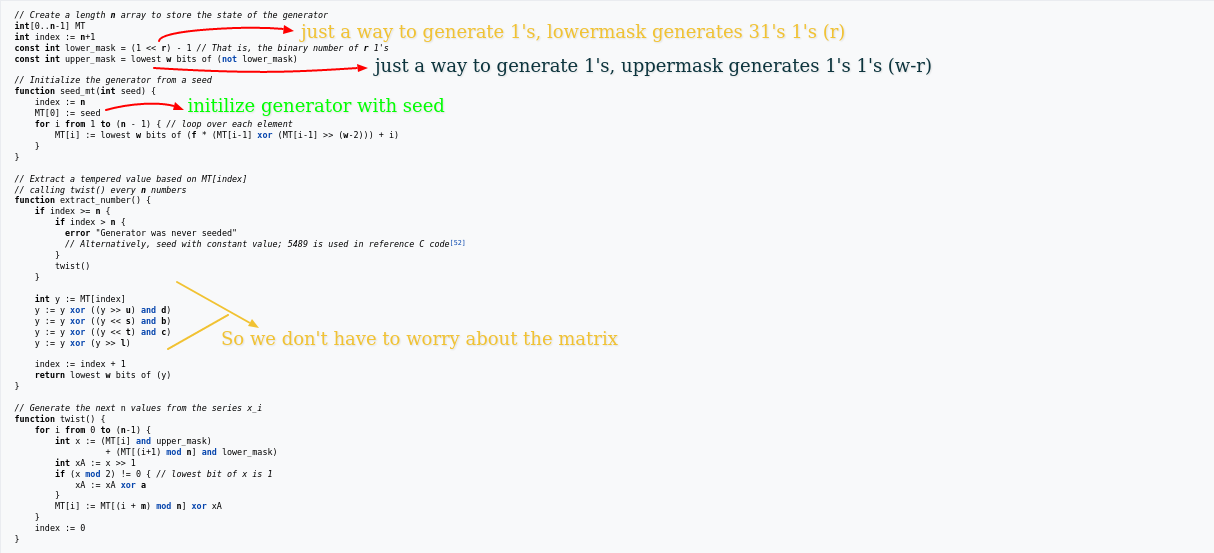 // Create a length n array to store the state of the generator
int[0..n-1] MT
int index := n+1
just a way to generate 1's, lowermask generates 31's 1's (r)
const int lower_mask = (1 << r) - 1 // That is, the binary number of r 1's
const int upper_mask = lowest w bits of (not lower_mask)
just a way to generate 1's, uppermask generates 1's 1's (w-r)
// Initialize the generator from a seed
function seed_mt(int seed) {
index := n
MT[0] := seed
initilize generator with seed
for i from 1 to (n - 1) { // loop over each element
MT[i] := lowest w bits of (f * (MT[i-1] xor (MT[i-1] >> (w-2))) + i)
}
}
// Extract a tempered value based on MT[index]
// calling twist() every n numbers
function extract_number() {
if index >= n {
if index > n {
error "Generator was never seeded"
// Alternatively, seed with constant value; 5489 is used in reference C code[52]
}
twist()
}
int y := MT[index]
y := y xor ((y >> u) and d)
y := y xor ((y << s) and b)
y := y xor ((y << t) and c)
y := y xor (y >> l)
So we don't have to worry about the matrix
index := index + 1
return lowest w bits of (y)
}
// Generate the next n values from the series x_i
function twist() {
for i from 0 to (n-1) {
int x := (MT[i] and upper_mask)
+ (MT[(i+1) mod n] and lower_mask)
int xA := x >> 1
if (x mod 2) != 0 { // lowest bit of x is 1
xA := xA xor a
}
MT[i] := MT[(i + m) mod n] xor xA
}
index := 0
}